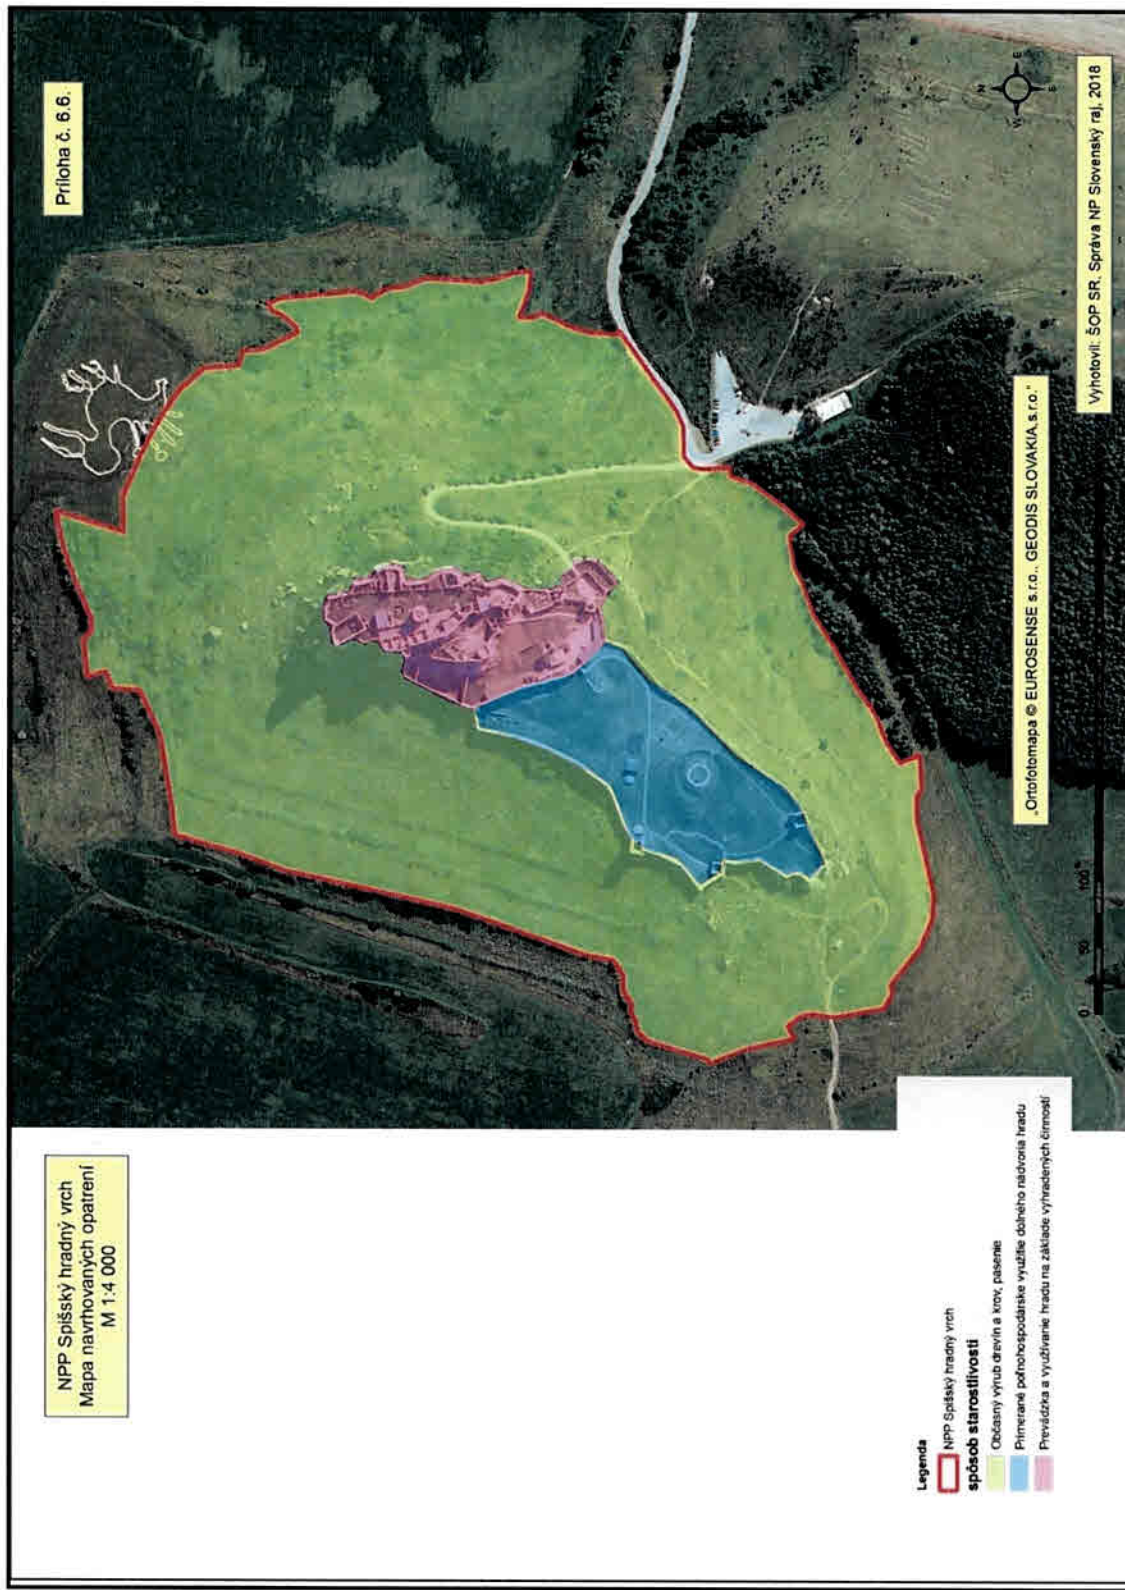 NPP Spišský hradný vrch
Mapa navrhovaných opatrení
M 1:4 000
Príloha č. 6.6.
Legenda
NPP Spišský hradný vrch
spôsob starostlivosti
Občasný výrub drevín a krov, pasenie
Primerané poľnohospodárske využitie dolného nádvoria hradu
Prevádzka a využívanie hradu na základe vyhradených činností
0 50 100
N
W E
S
„Ortofotomapa © EUROSENSE s.r.o., GEODIS SLOVAKIA, s.r.o."
Vyhotovil: ŠOP SR, Správa NP Slovenský raj, 2018